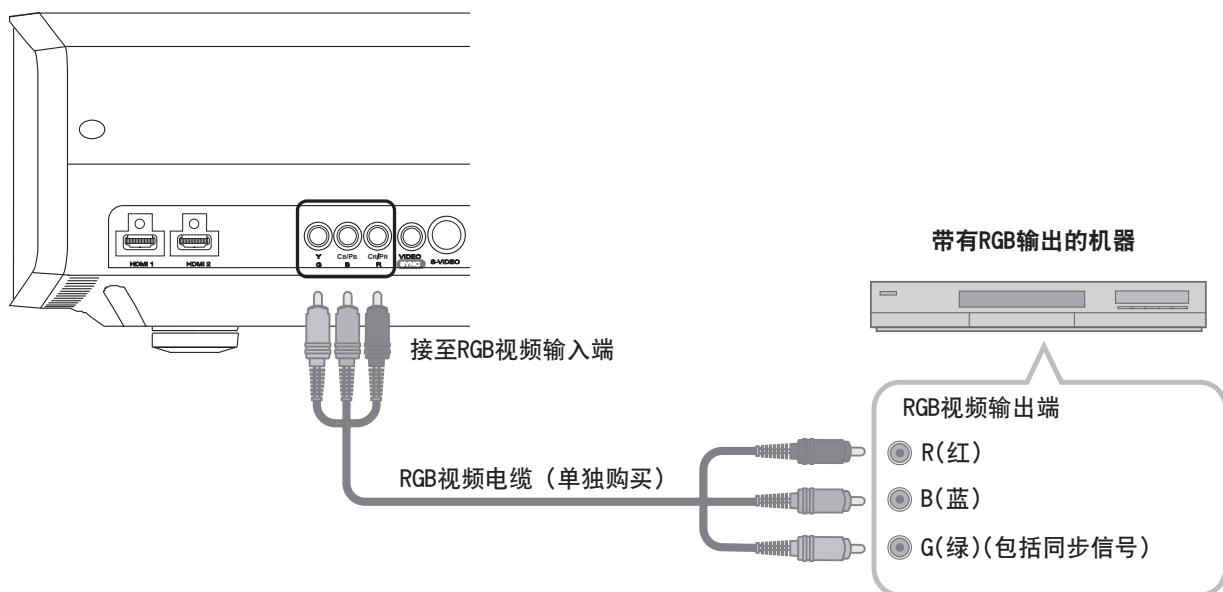 HDMI 1
HDMI 2
Y
G
CB/PB
B
CR/PR
R
VIDEO
SYNC
S-VIDEO
带有RGB输出的机器
接至RGB视频输入端
RGB视频输出端
R(红)
RGB视频电缆（单独购买）
B(蓝)
G(绿)(包括同步信号)